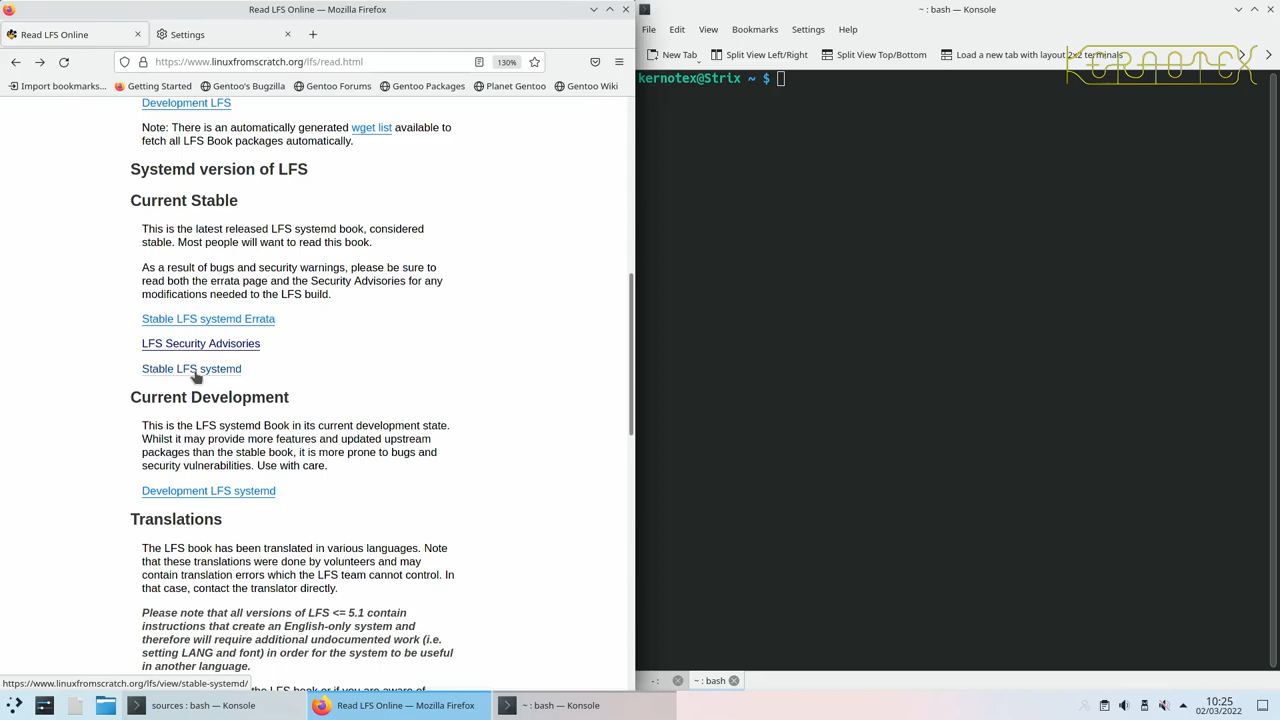 Read LFS Online — Mozilla Firefox
Read LFS Online
Settings
https://www.linuxfromscratch.org/lfs/read.html
130%
Import bookmarks...
Getting Started
Gentoo's Bugzilla
Gentoo Forums
Gentoo Packages
Planet Gentoo
Gentoo Wiki
Development LFS
Note: There is an automatically generated wget list available to
fetch all LFS Book packages automatically.
Systemd version of LFS
Current Stable
This is the latest released LFS systemd book, considered
stable. Most people will want to read this book.
As a result of bugs and security warnings, please be sure to
read both the errata page and the Security Advisories for any
modifications needed to the LFS build.
Stable LFS systemd Errata
LFS Security Advisories
Stable LFS systemd
Current Development
This is the LFS systemd Book in its current development state.
Whilst it may provide more features and updated upstream
packages than the stable book, it is more prone to bugs and
security vulnerabilities. Use with care.
Development LFS systemd
Translations
The LFS book has been translated in various languages. Note
that these translations were done by volunteers and may
contain translation errors which the LFS team cannot control. In
that case, contact the translator directly.
Please note that all versions of LFS <= 5.1 contain
instructions that create an English-only system and
therefore will require additional undocumented work (i.e.
setting LANG and font) in order for the system to be useful
in another language.
the LFS book or if you are aware of
https://www.linuxfromscratch.org/lfs/view/stable-systemd/
~ : bash — Konsole
File Edit View Bookmarks Settings Help
New Tab
Split View Left/Right
Split View Top/Bottom
Load a new tab with layout 2x2 terminals
KERNOTEX
kernotex@Strix ~ $
- :
~ : bash
sources : bash — Konsole
Read LFS Online — Mozilla Firefox
~ : bash — Konsole
10:25
02/03/2022